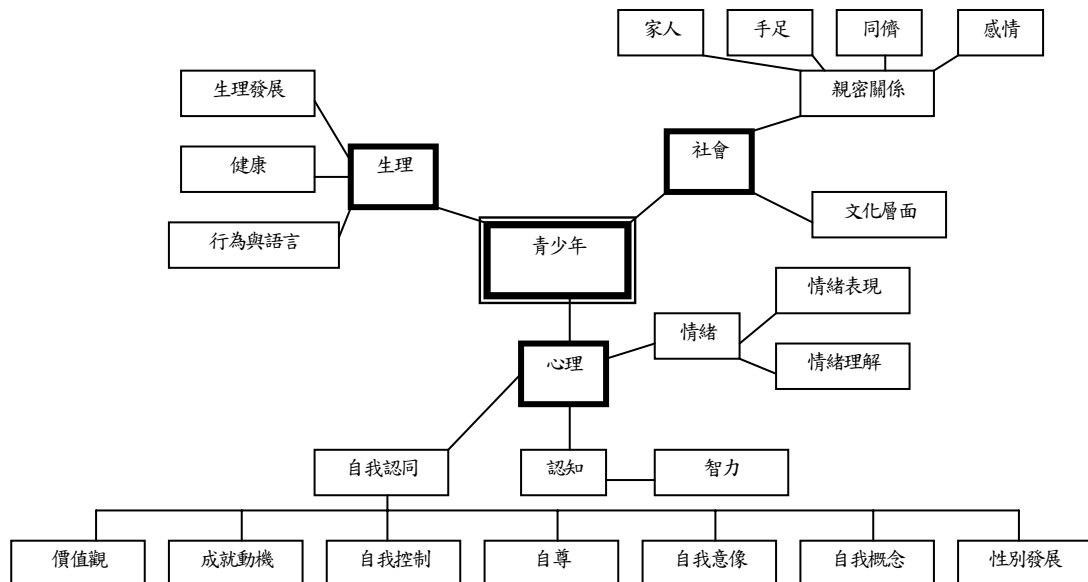 家人
手足
同儕
感情
生理發展
親密關係
健康
生理
社會
行為與語言
青少年
文化層面
情緒表現
情緒
心理
情緒理解
自我認同
認知
智力
價值觀
成就動機
自我控制
自尊
自我意像
自我概念
性別發展